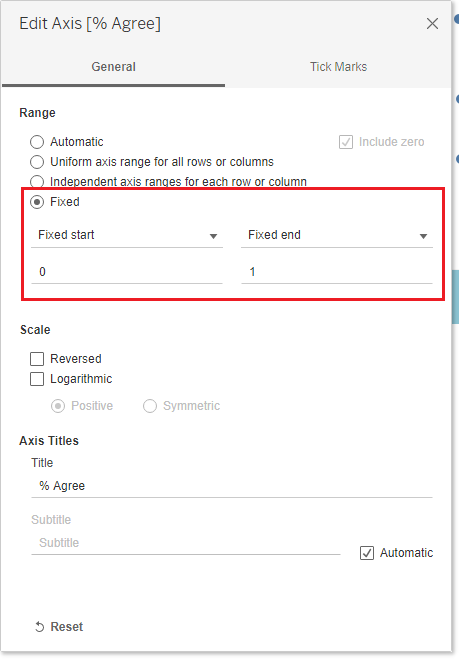 Edit Axis [% Agree]
General Tick Marks
Range
Automatic Include zero
Uniform axis range for all rows or columns
Independent axis ranges for each row or column
Fixed
Fixed start Fixed end
0 1
Scale
Reversed
Logarithmic
Positive Symmetric
Axis Titles
Title
% Agree
Subtitle
Subtitle
Automatic
Reset